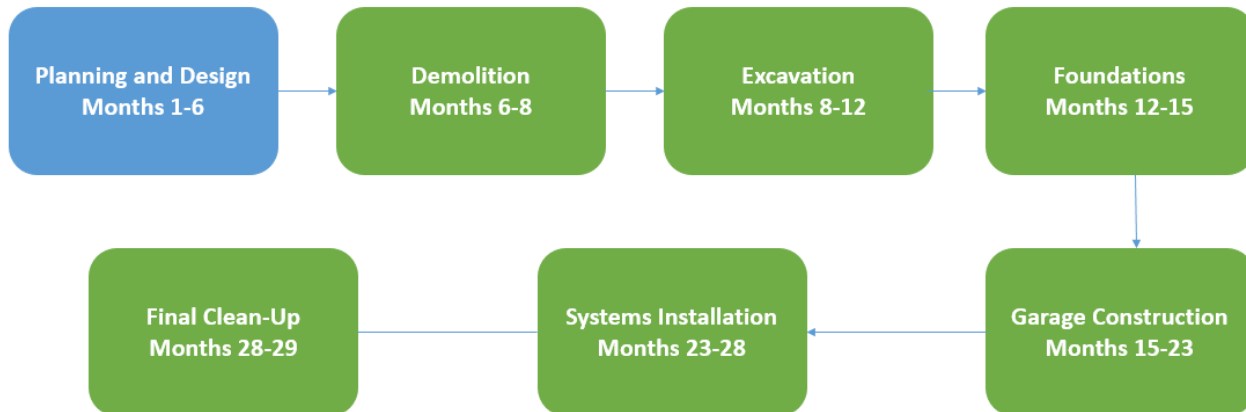 Planning and Design
Months 1-6
Demolition
Months 6-8
Excavation
Months 8-12
Foundations
Months 12-15
Garage Construction
Months 15-23
Systems Installation
Months 23-28
Final Clean-Up
Months 28-29